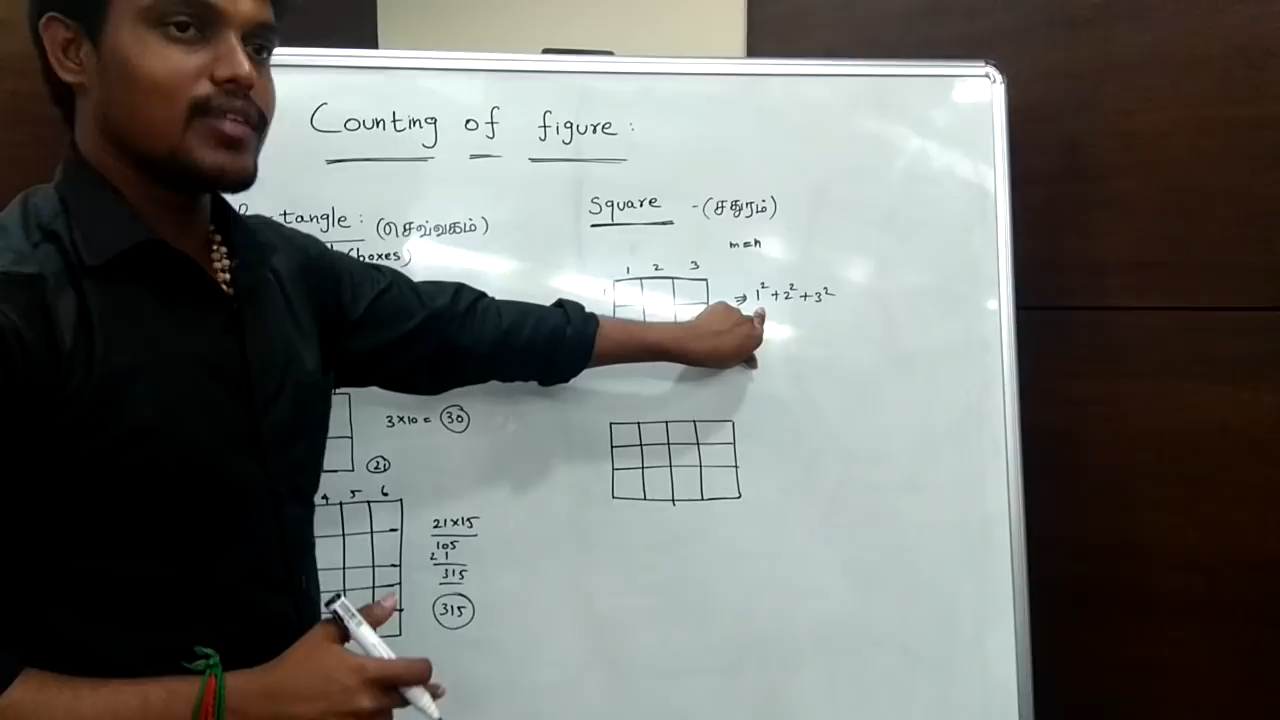 Counting of figure:
tangle: (செவ்வகம்)
(boxes)
3×10 = 30
21
4 5 6
21×15
105
21
315
315
Square - (சதுரம்)
m=n
1 2 3
1
⇒ 1² + 2² + 3²